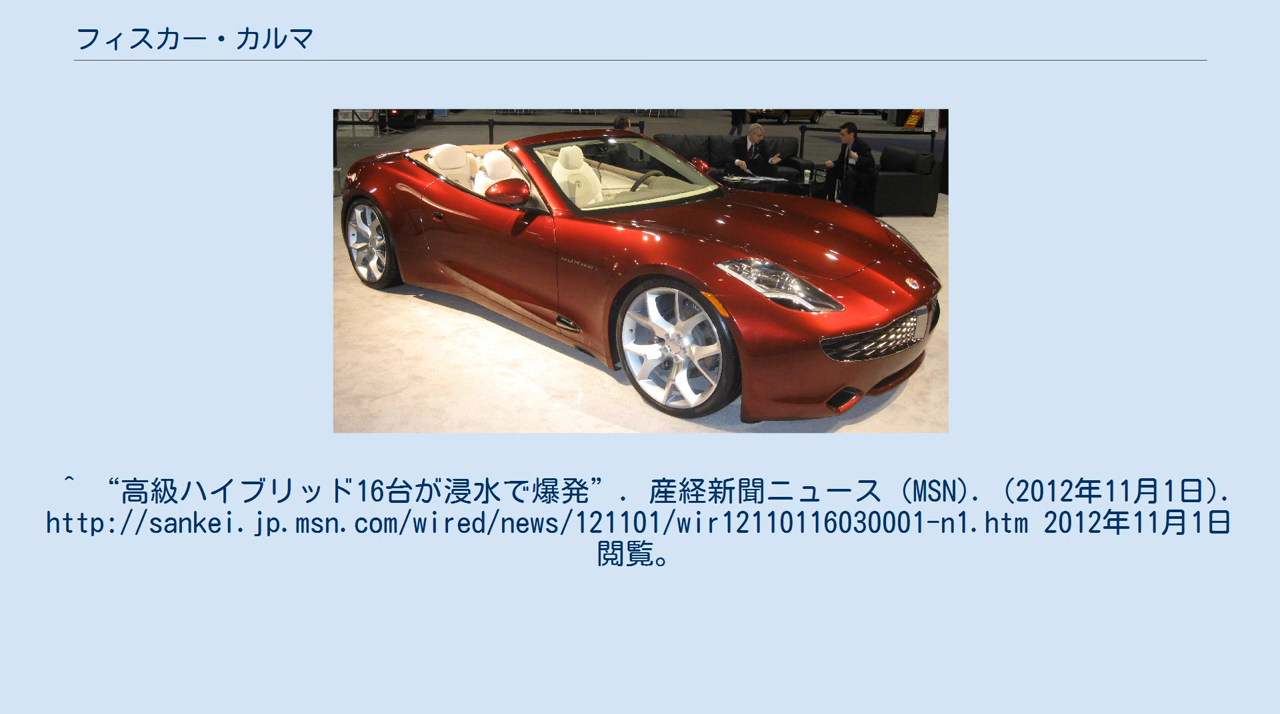 フィスカー・カルマ
^ “高級ハイブリッド16台が浸水で爆発”. 産経新聞ニュース (MSN). (2012年11月1日).
http://sankei.jp.msn.com/wired/news/121101/wir12110116030001-n1.htm 2012年11月1日
閲覧。